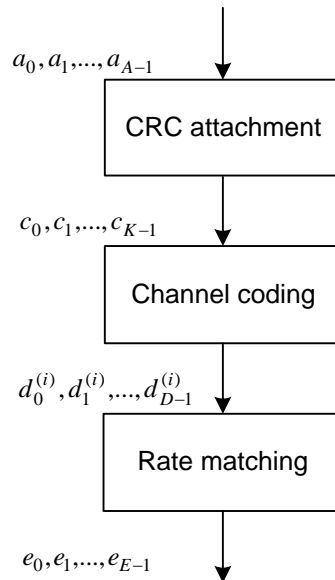 a_0, a_1,..., a_{A-1}
CRC attachment
c_0, c_1,..., c_{K-1}
Channel coding
d_0^{(i)}, d_1^{(i)},..., d_{D-1}^{(i)}
Rate matching
e_0, e_1,..., e_{E-1}